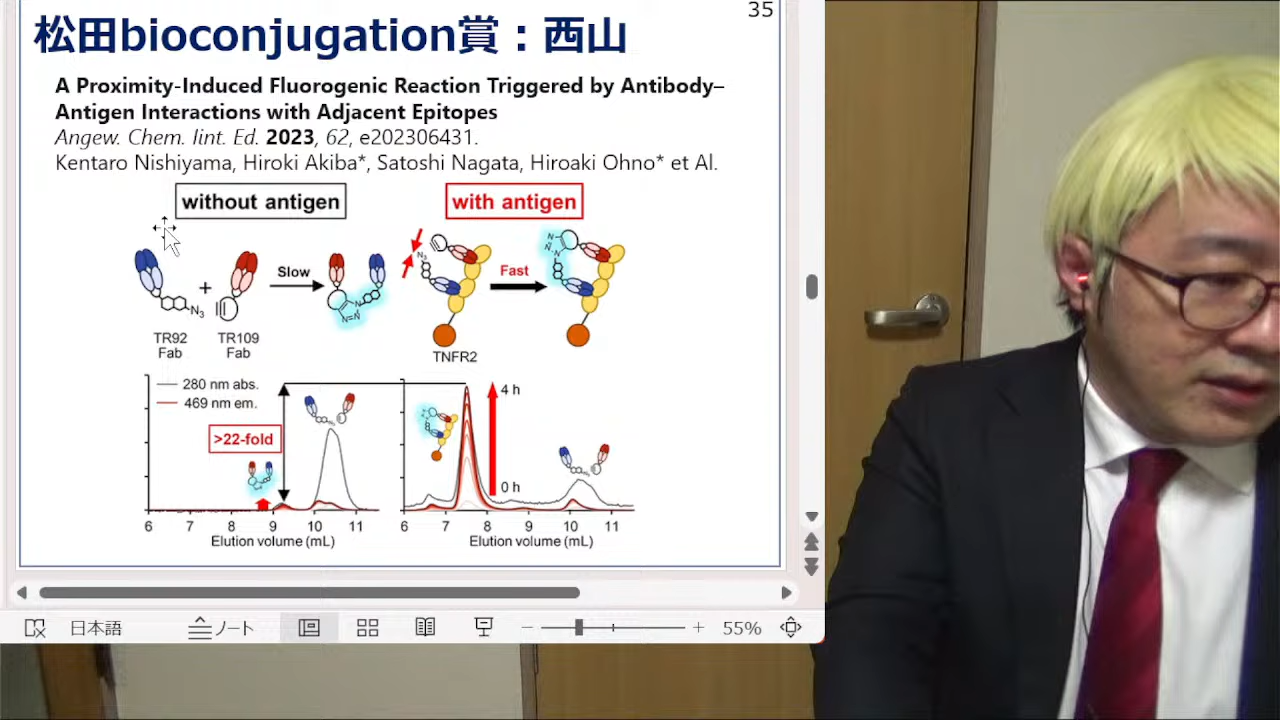 35
松田bioconjugation賞：西山
A Proximity-Induced Fluorogenic Reaction Triggered by Antibody–
Antigen Interactions with Adjacent Epitopes
Angew. Chem. Iint. Ed. 2023, 62, e202306431.
Kentaro Nishiyama, Hiroki Akiba*, Satoshi Nagata, Hiroaki Ohno* et Al.
without antigen
with antigen
Slow
Fast
N₃
N₃
N
N
N
N=N
N
+
TR92
Fab
TR109
Fab
TNFR2
280 nm abs.
469 nm em.
>22-fold
4 h
0 h
6 7 8 9 10 11
Elution volume (mL)
6 7 8 9 10 11
Elution volume (mL)
日本語
ノート
55%